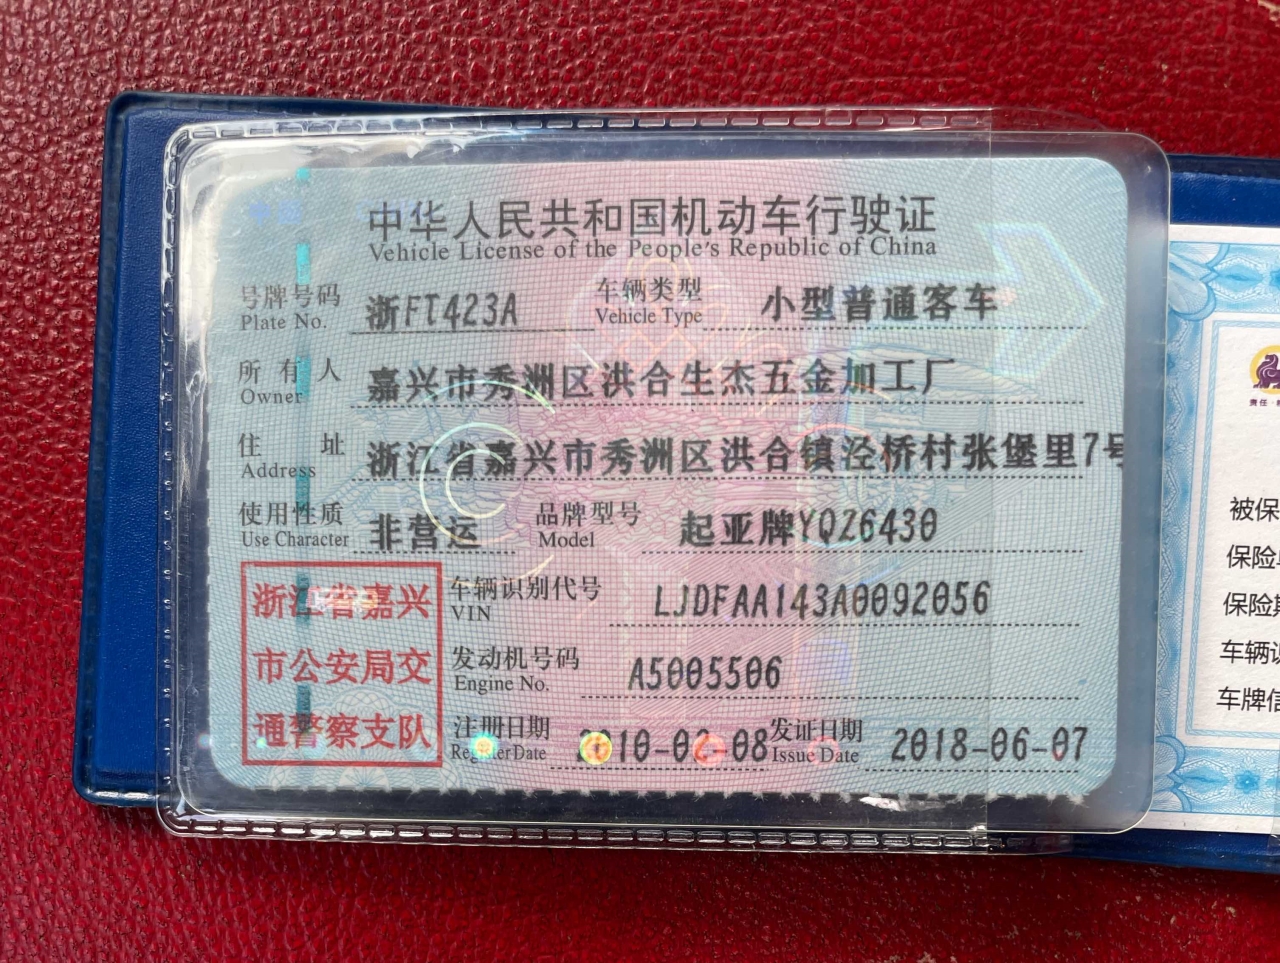 中华人民共和国机动车行驶证
Vehicle License of the People's Republic of China
号牌号码 浙FT423A 车辆类型 小型普通客车
Plate No. Vehicle Type
所有人 嘉兴市秀洲区洪合生杰五金加工厂
Owner
住址 浙江省嘉兴市秀洲区洪合镇泾桥村张堡里7号
Address
使用性质 非营运 品牌型号 起亚牌YQZ6430
Use Character Model
浙江省嘉兴
市公安局交
通警察支队
车辆识别代号 LJDFAA143A0092056
VIN
发动机号码 A5005506
Engine No.
注册日期 2010-02-08 发证日期 2018-06-07
Register Date Issue Date
责任
被保
保险
保险
车辆
车牌信